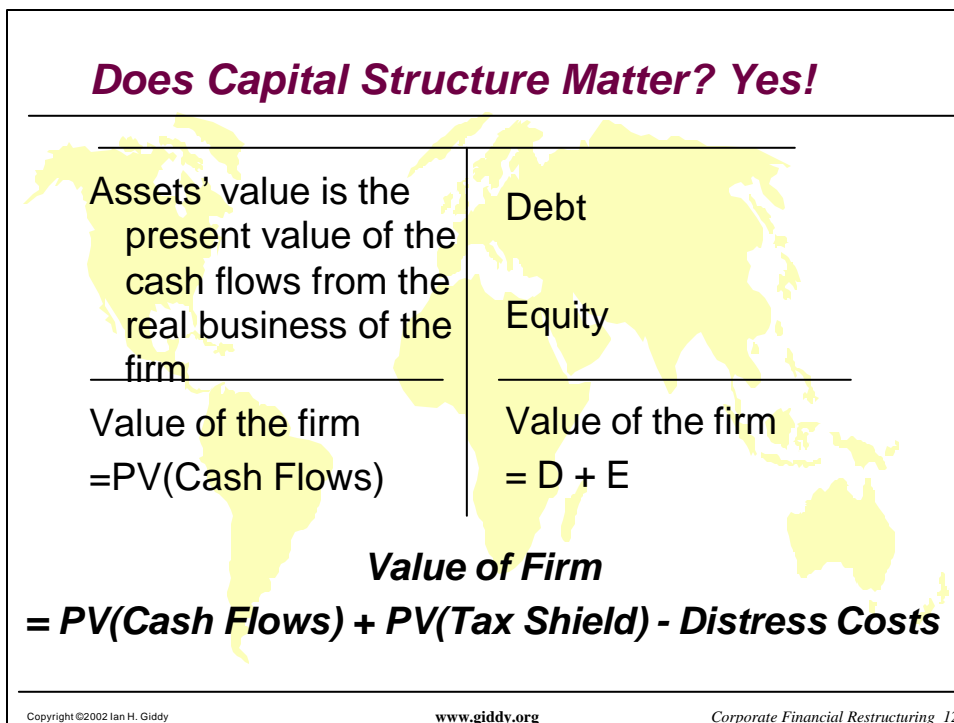 Does Capital Structure Matter? Yes!
Assets’ value is the
present value of the
cash flows from the
real business of the
firm
Debt
Equity
Value of the firm
=PV(Cash Flows)
Value of the firm
= D + E
Value of Firm
= PV(Cash Flows) + PV(Tax Shield) - Distress Costs
Copyright ©2002 Ian H. Giddy
www.giddy.org
Corporate Financial Restructuring 12